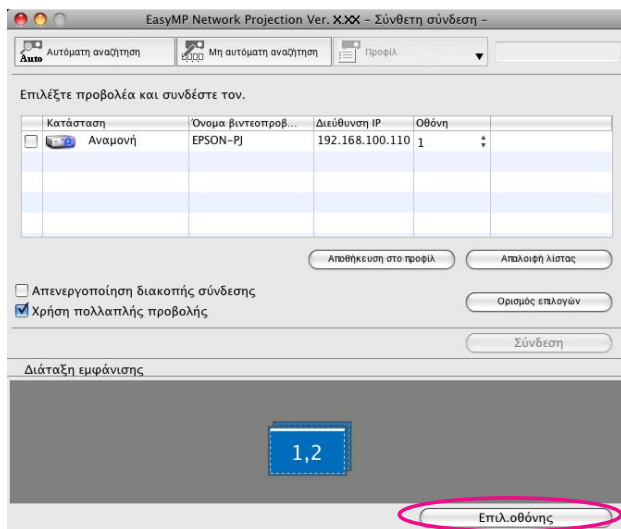 EasyMP Network Projection Ver. X.XX – Σύνθετη σύνδεση –
Auto Αυτόματη αναζήτηση Μη αυτόματη αναζήτηση Προφίλ
Επιλέξτε προβολέα και συνδέστε τον.
Κατάσταση Όνομα βιντεοπροβ... Διεύθυνση IP Οθόνη
Αναμονή EPSON-PJ 192.168.100.110 1
Αποθήκευση στο προφίλ Απαλοιφή λίστας
Απενεργοποίηση διακοπής σύνδεσης
Ορισμός επιλογών
Χρήση πολλαπλής προβολής
Σύνδεση
Διάταξη εμφάνισης
1,2
Επιλ.οθόνης